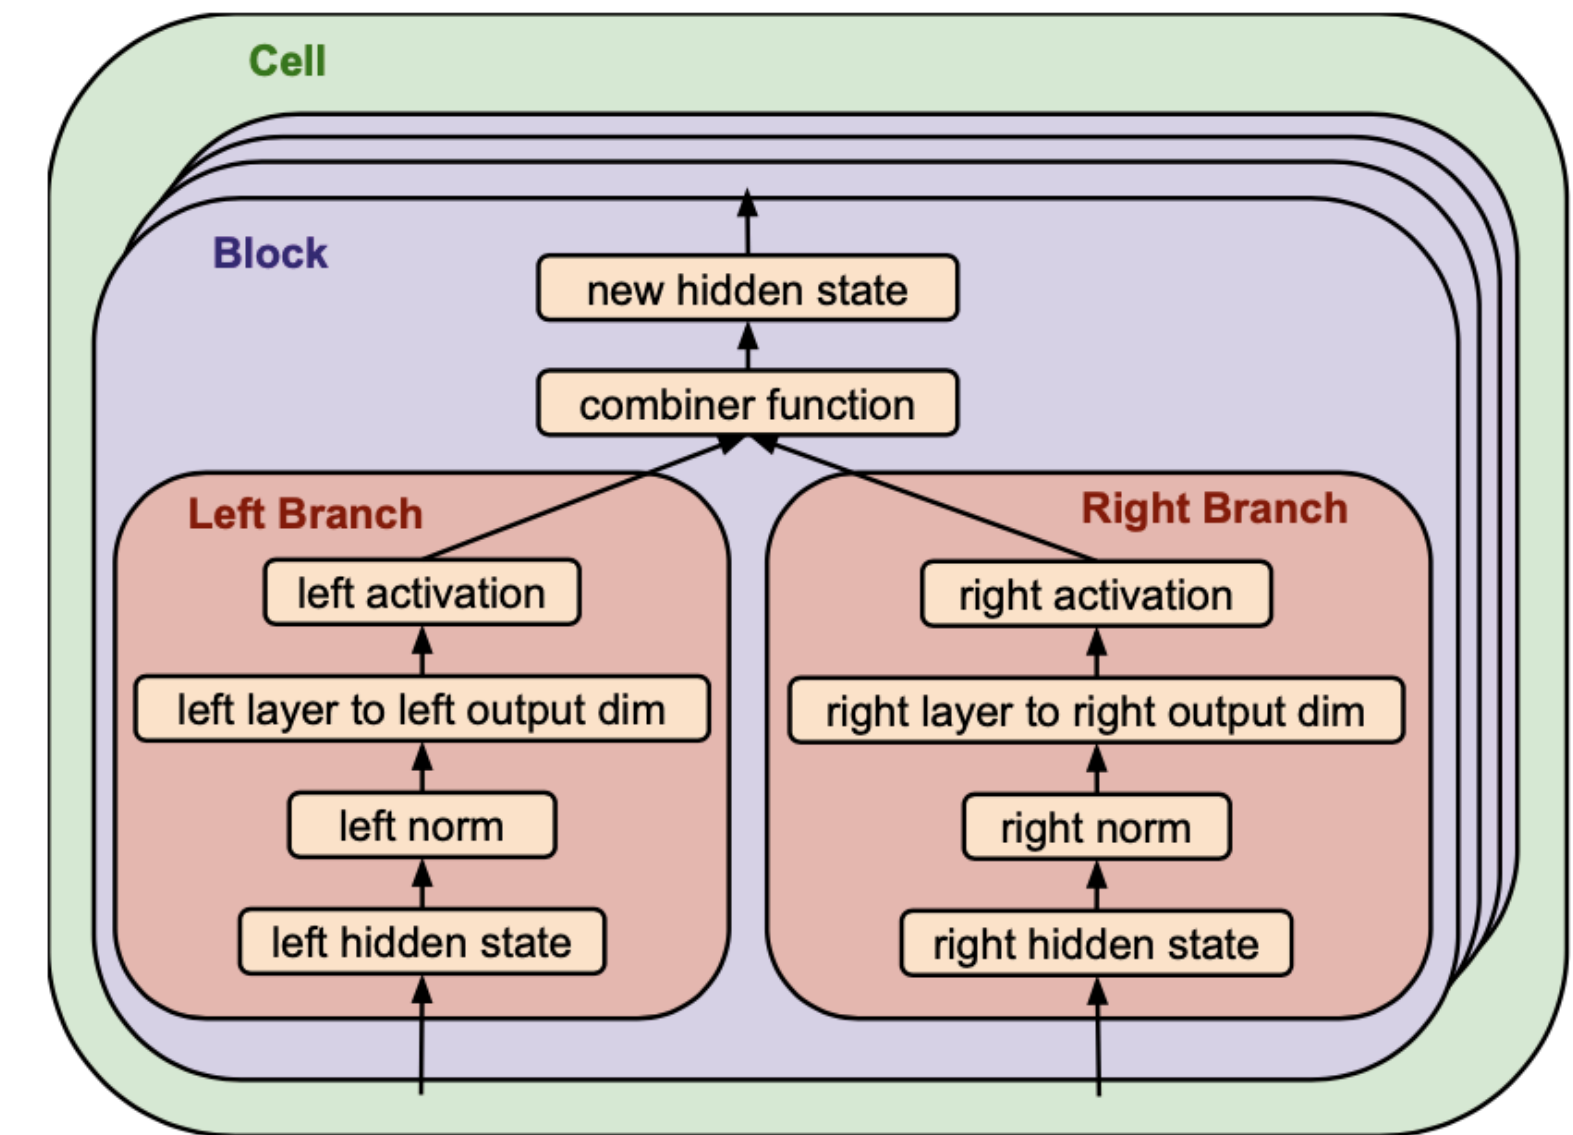 Cell
Block
new hidden state
combiner function
Left Branch
Right Branch
left activation
right activation
left layer to left output dim
right layer to right output dim
left norm
right norm
left hidden state
right hidden state